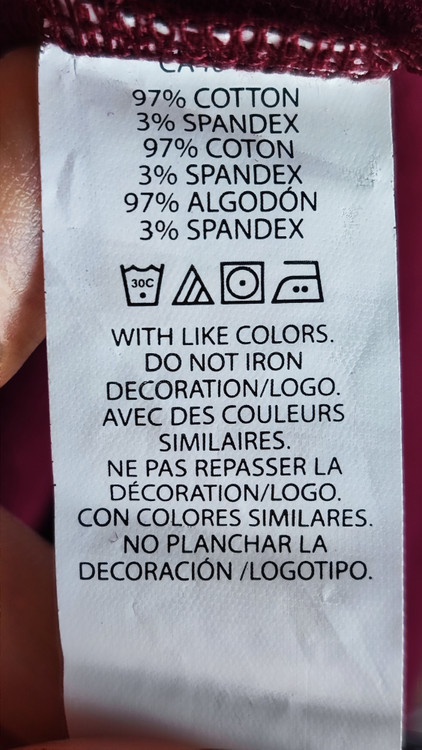 97% COTTON
3% SPANDEX
97% COTON
3% SPANDEX
97% ALGODÓN
3% SPANDEX
30C
WITH LIKE COLORS.
DO NOT IRON
DECORATION/LOGO.
AVEC DES COULEURS
SIMILAIRES.
NE PAS REPASSER LA
DÉCORATION/LOGO.
CON COLORES SIMILARES.
NO PLANCHAR LA
DECORACIÓN /LOGOTIPO.